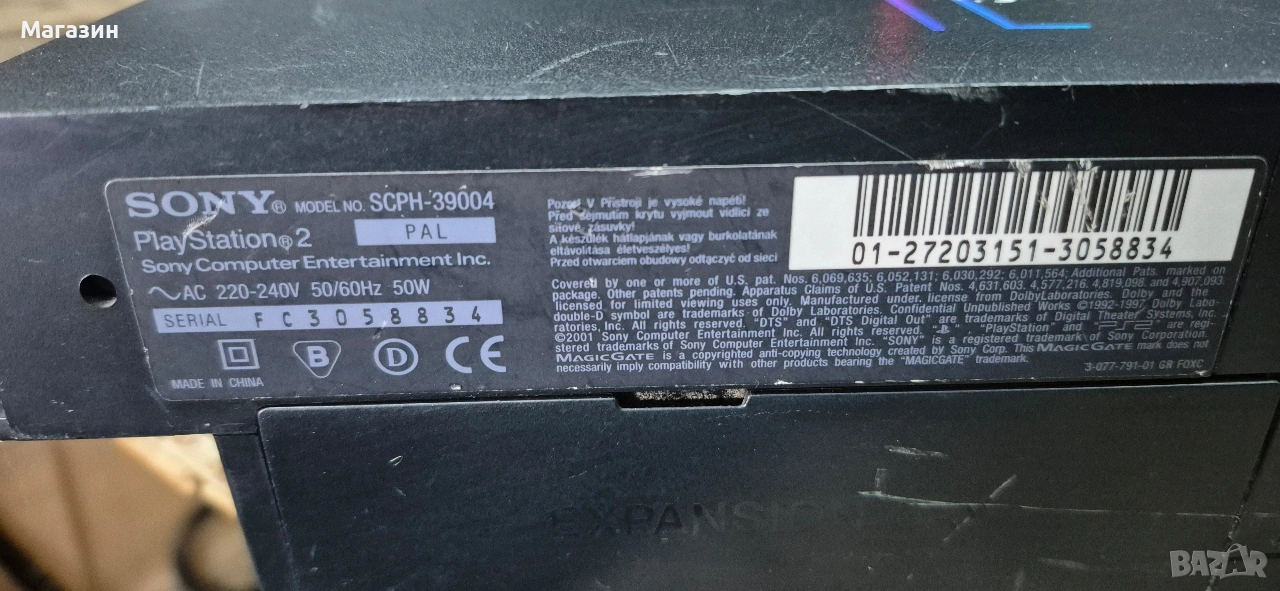 Магазин
SONY® MODEL NO. SCPH-39004
PlayStation®2 PAL
Sony Computer Entertainment Inc.
AC 220-240V 50/60Hz 50W
SERIAL FC3058834
B D CE
MADE IN CHINA
Pozor! V Přístroji je vysoké napětí!
Před sejmutím krytu vyjmout vidlici ze
síťové zásuvky!
A készülék hátlapjának vagy burkolatának
eltávolítása életveszélyes!
Przed otwarciem obudowy odłączyć od sieci
01-27203151-3058834
Covered by one or more of U.S. pat. Nos. 6,069,635; 6,052,131; 6,030,292; 6,011,564; Additional Pats. marked on
package. Other patents pending. Apparatus Claims of U.S. Patent Nos. 4,631,603, 4,577,216, 4,819,098, and 4,907,093,
licensed for limited viewing uses only. Manufactured under license from DolbyLaboratories. Dolby and the
double-D symbol are trademarks of Dolby Laboratories. Confidential Unpublished Works ©1992-1997 Dolby Labo-
ratories, Inc. All rights reserved. "DTS" and "DTS Digital Out" are trademarks of Digital Theater Systems, Inc.
©2001 Sony Computer Entertainment Inc. All rights reserved. " ", "PlayStation" and " PS2 " are regi-
stered trademarks of Sony Computer Entertainment Inc. "SONY" is a registered trademark of Sony Corporation.
MAGICGATE is a copyrighted anti-copying technology created by Sony Corp. This MAGICGATE mark does not
necessarily imply compatibility with other products bearing the "MAGICGATE" trademark.
3-077-791-01 GR FOXC
BAZAR